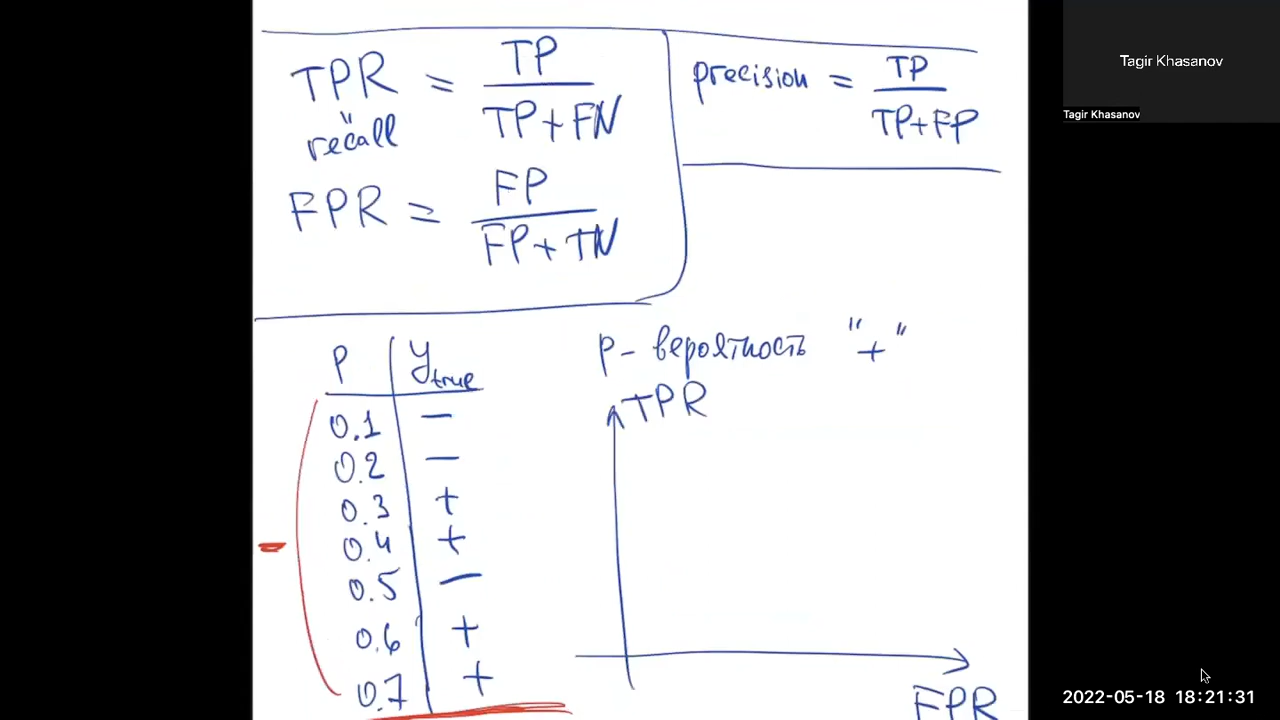 TPR = TP / TP+FN
"
recall
FPR = FP / FP+TN
precision = TP / TP+FP
P | y true
0.1 | −
0.2 | −
0.3 | +
0.4 | +
0.5 | −
0.6 | +
0.7 | +
−
p - вероятность "+"
TPR
FPR
Tagir Khasanov
Tagir Khasanov
2022-05-18 18:21:31